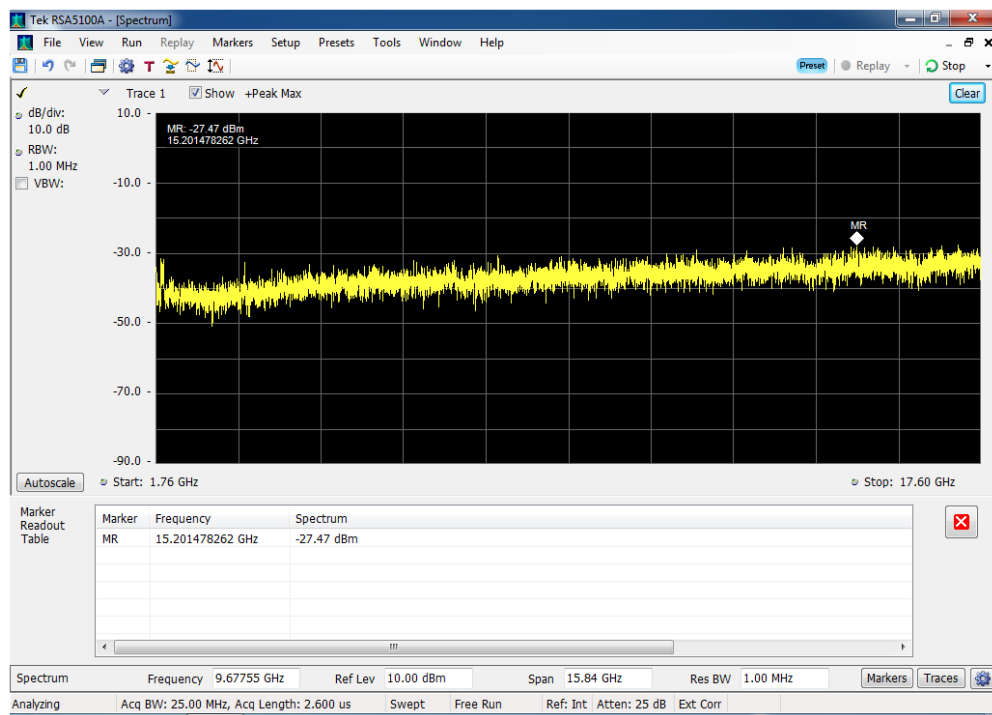 Tek RSA5100A - [Spectrum]
File View Run Replay Markers Setup Presets Tools Window Help
T Preset Replay Stop
Trace 1 Show +Peak Max Clear
dB/div:
10.0 dB
RBW:
1.00 MHz
VBW:
10.0
-10.0
-30.0
-50.0
-70.0
-90.0
MR: -27.47 dBm
15.201478262 GHz
MR
Autoscale Start: 1.76 GHz Stop: 17.60 GHz
Marker
Readout
Table
Marker Frequency Spectrum
MR 15.201478262 GHz -27.47 dBm
Spectrum Frequency 9.67755 GHz Ref Lev 10.00 dBm Span 15.84 GHz Res BW 1.00 MHz Markers Traces
Analyzing Acq BW: 25.00 MHz, Acq Length: 2.600 us Swept Free Run Ref: Int Atten: 25 dB Ext Corr